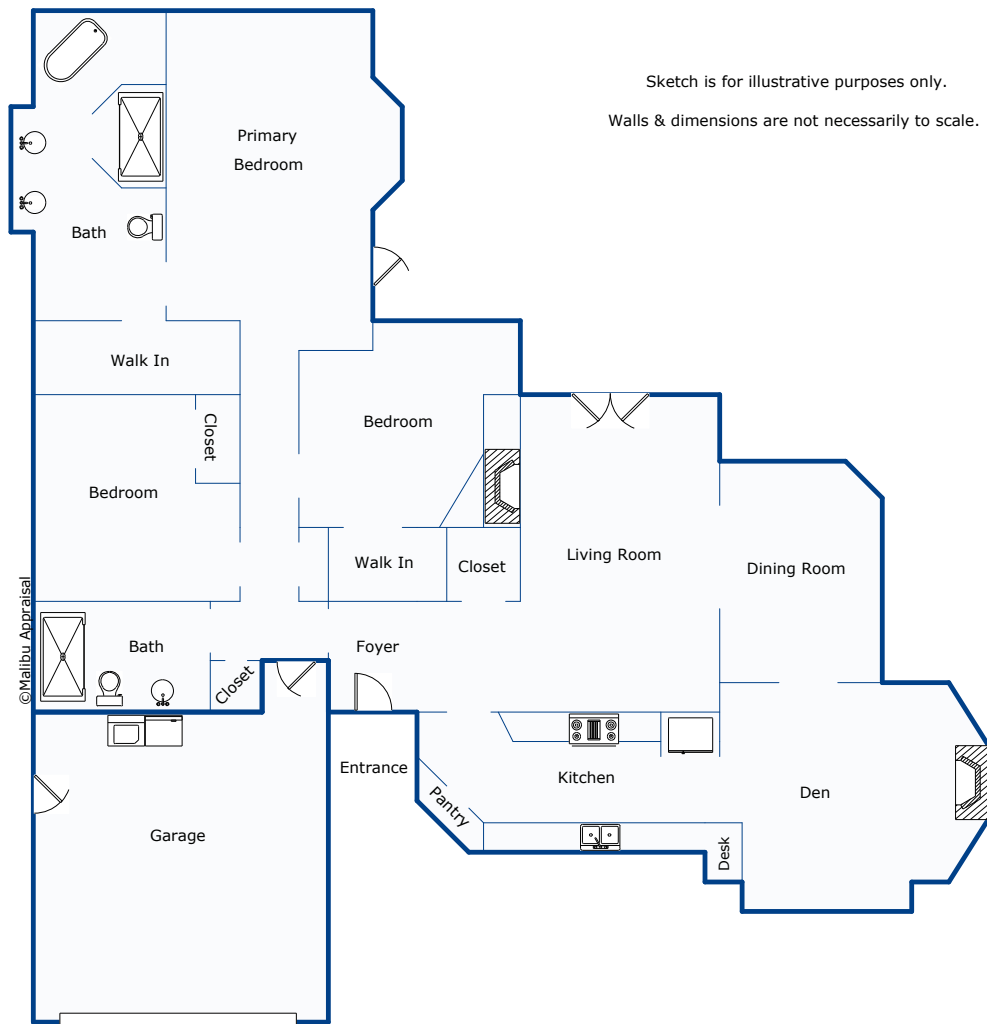 Sketch is for illustrative purposes only.
Walls & dimensions are not necessarily to scale.
Primary
Bedroom
Bath
Walk In
Closet
Bedroom
Bedroom
Walk In
Closet
Living Room
Dining Room
©Malibu Appraisal
Bath
Closet
Foyer
Entrance
Kitchen
Pantry
Desk
Den
Garage